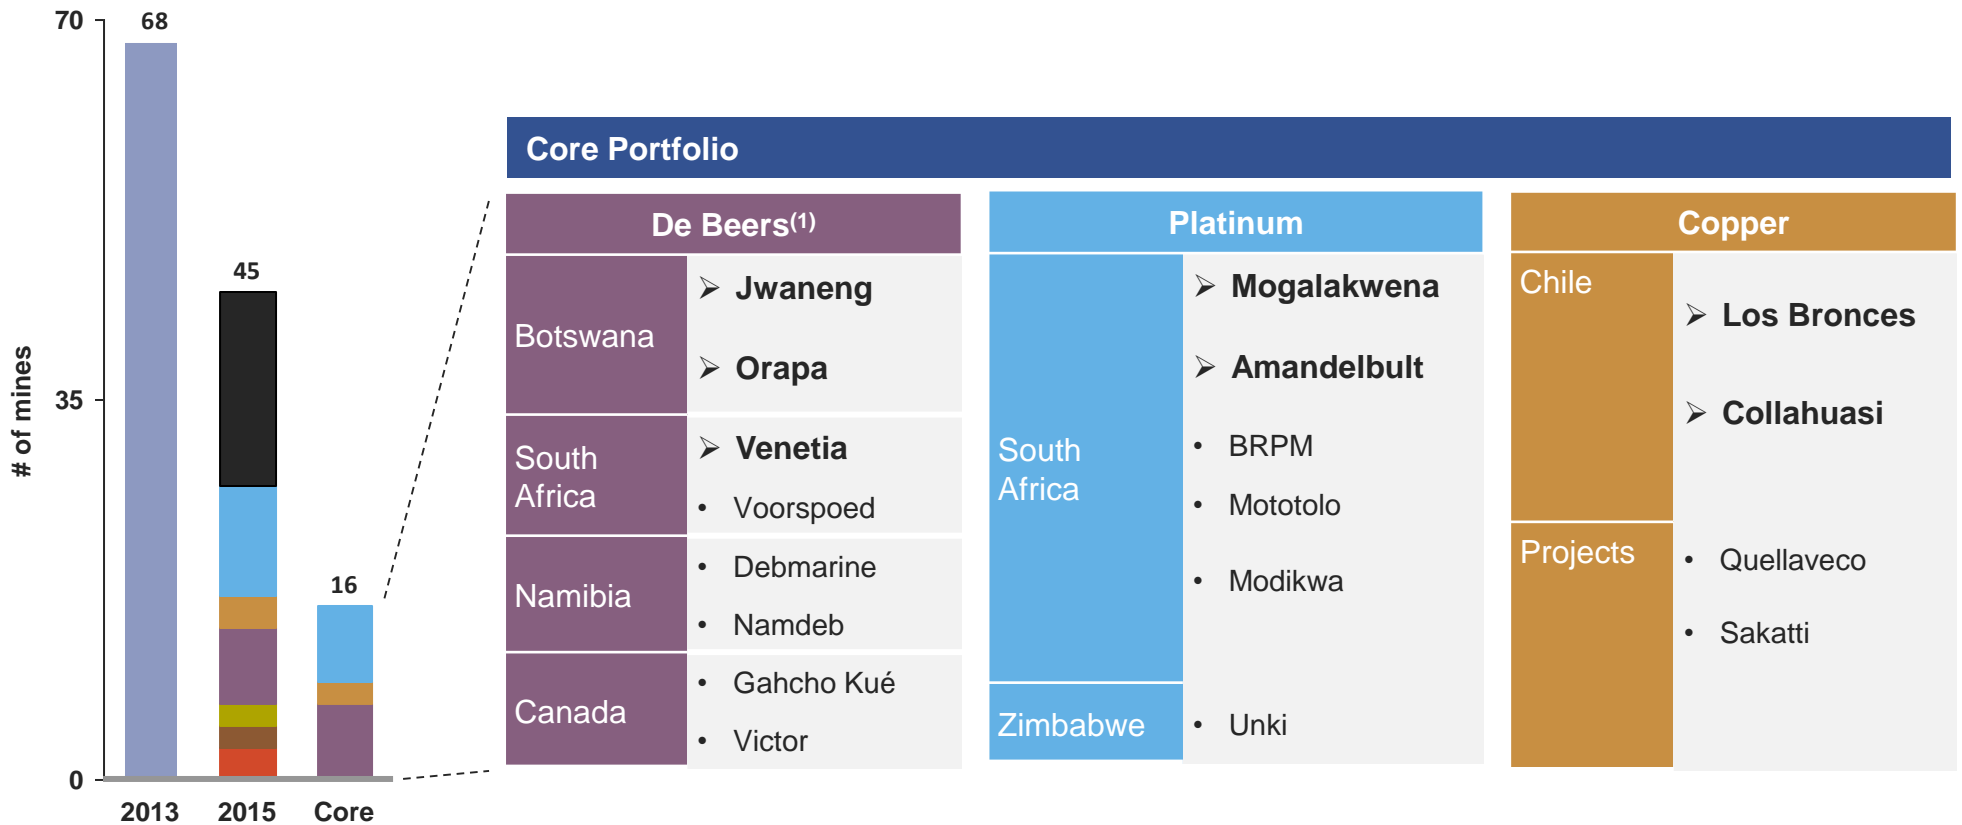 # of mines
70
35
0
68
45
16
2013
2015
Core
Core Portfolio
De Beers(1)
Botswana
➢ Jwaneng
➢ Orapa
South
Africa
➢ Venetia
• Voorspoed
Namibia
• Debmarine
• Namdeb
Canada
• Gahcho Kué
• Victor
Platinum
South
Africa
➢ Mogalakwena
➢ Amandelbult
• BRPM
• Mototolo
• Modikwa
Zimbabwe
• Unki
Copper
Chile
➢ Los Bronces
➢ Collahuasi
Projects
• Quellaveco
• Sakatti